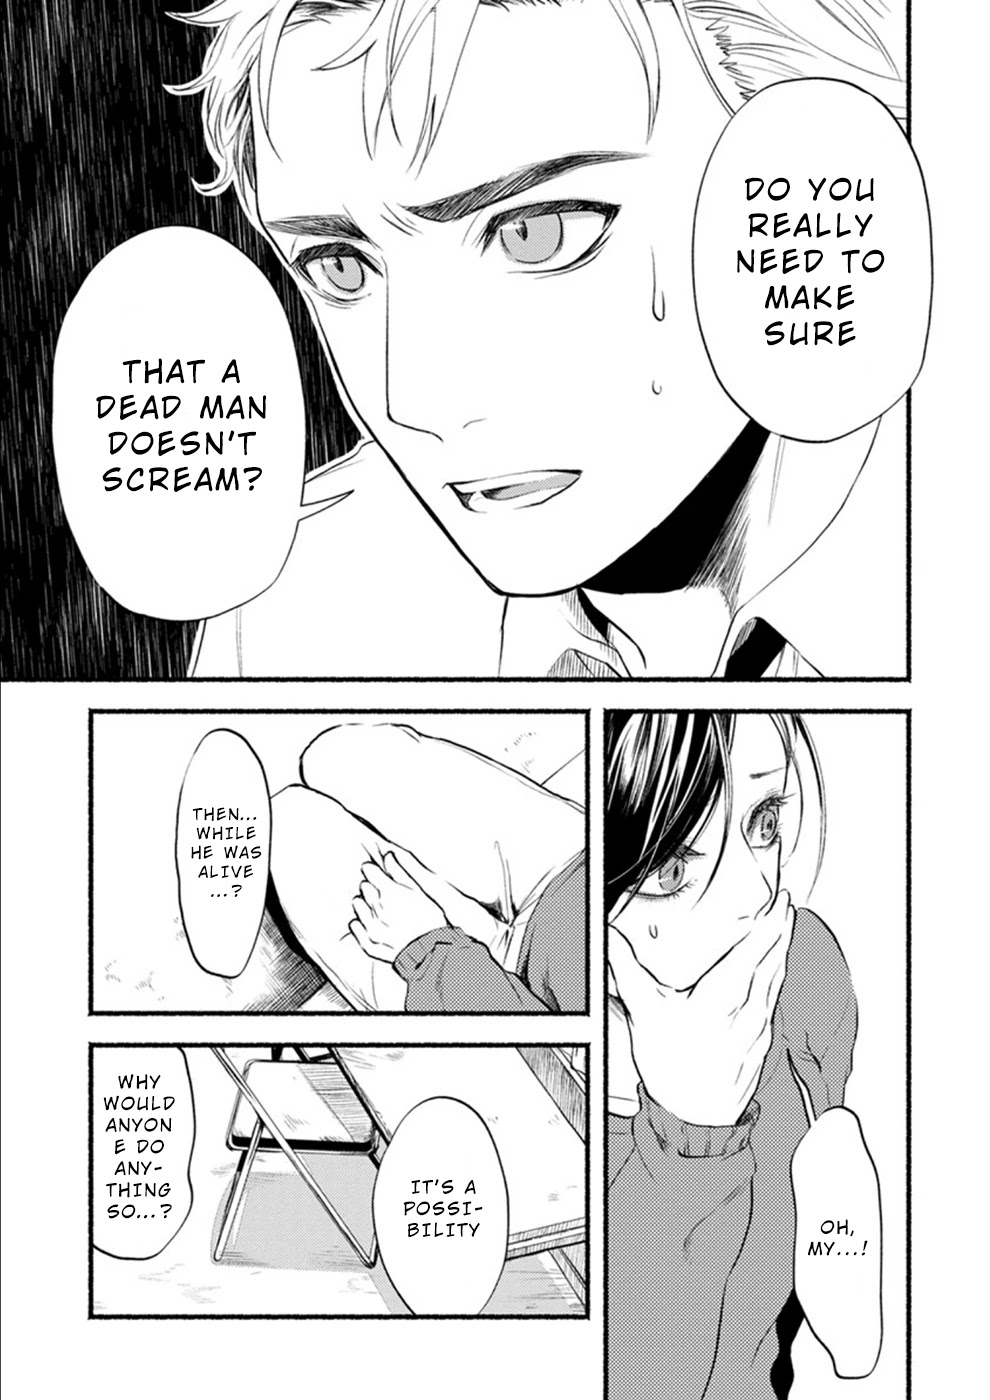 DO YOU
REALLY
NEED TO
MAKE
SURE
THAT A
DEAD MAN
DOESN'T
SCREAM?
OH,
MY...!
THEN...
WHILE
HE WAS
ALIVE
...?
IT'S A
POSSI-
BILITY
WHY
WOULD
ANYON
E DO
ANY-
THING
SO...?